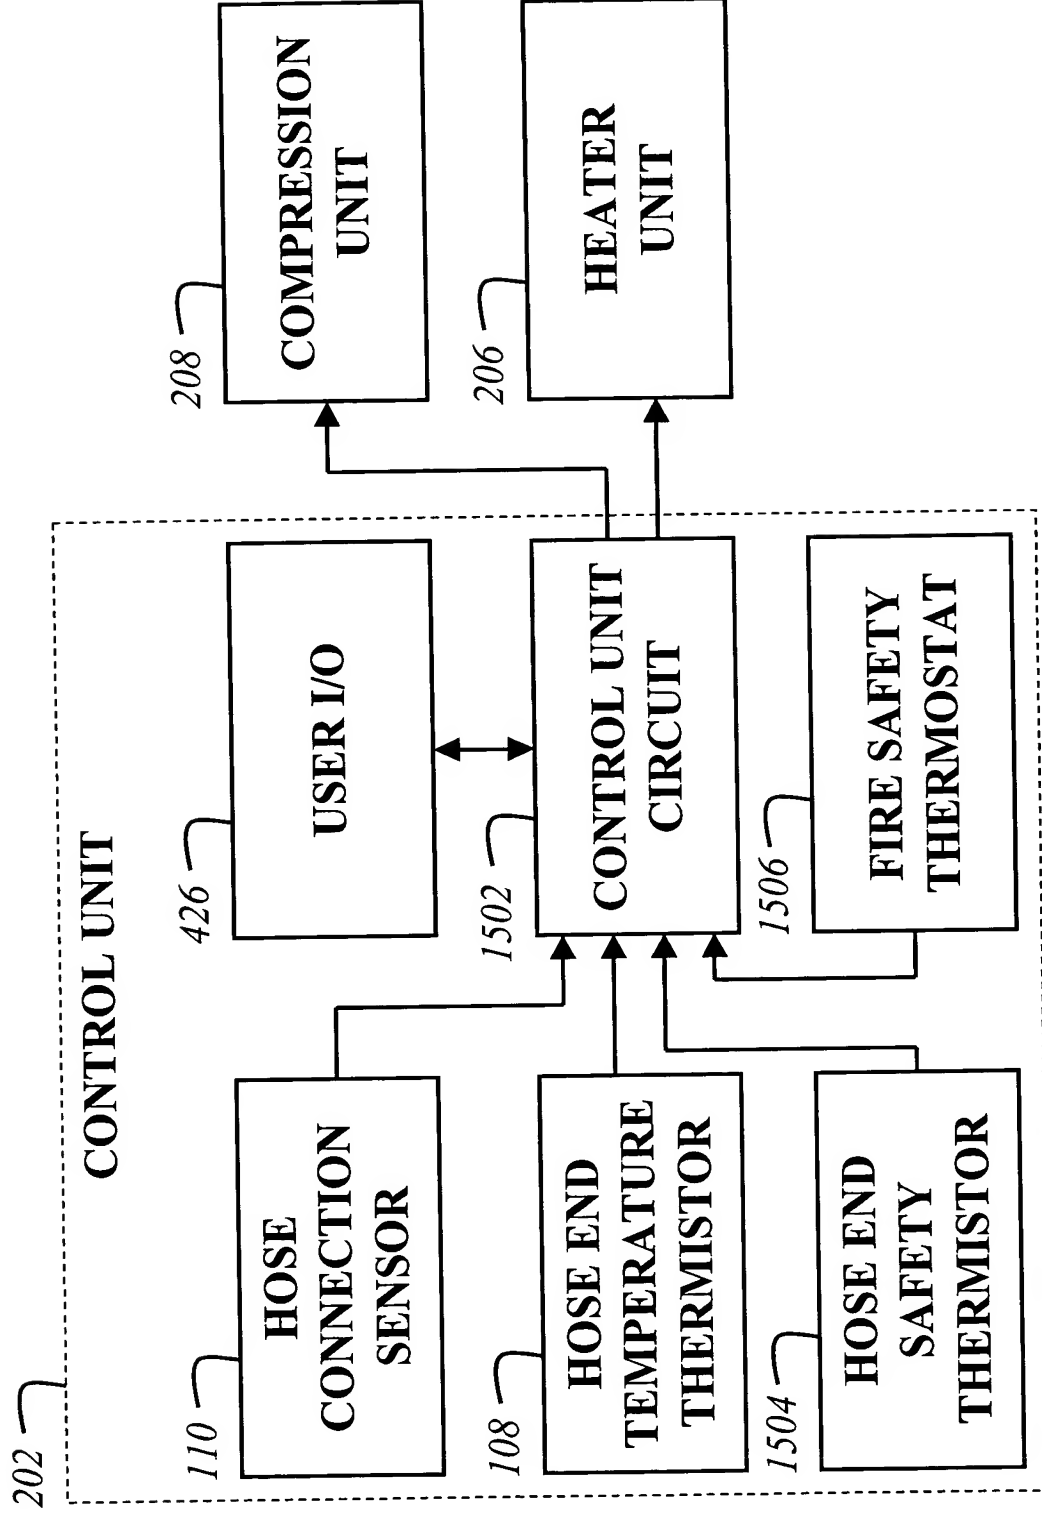 202
CONTROL UNIT
110
HOSE
CONNECTION
SENSOR
426
USER I/O
208
COMPRESSION
UNIT
108
HOSE END
TEMPERATURE
THERMISTOR
1502
CONTROL UNIT
CIRCUIT
206
HEATER
UNIT
1504
HOSE END
SAFETY
THERMISTOR
1506
FIRE SAFETY
THERMOSTAT